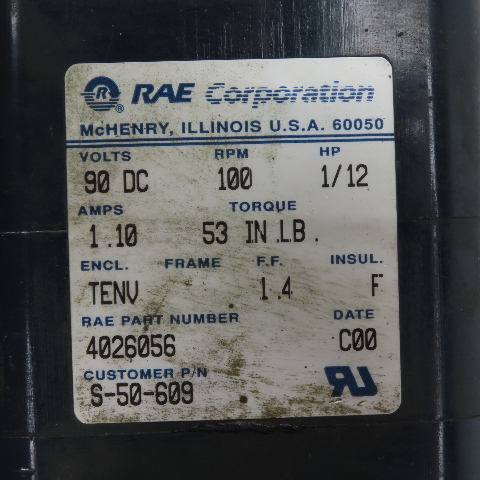 R ® RAE Corporation
McHENRY, ILLINOIS U.S.A. 60050
VOLTS RPM HP
90 DC 100 1/12
AMPS TORQUE
1.10 53 IN.LB.
ENCL. FRAME F.F. INSUL.
TENV 1.4 F
RAE PART NUMBER DATE
4026056 C00
CUSTOMER P/N
S-50-609 RU